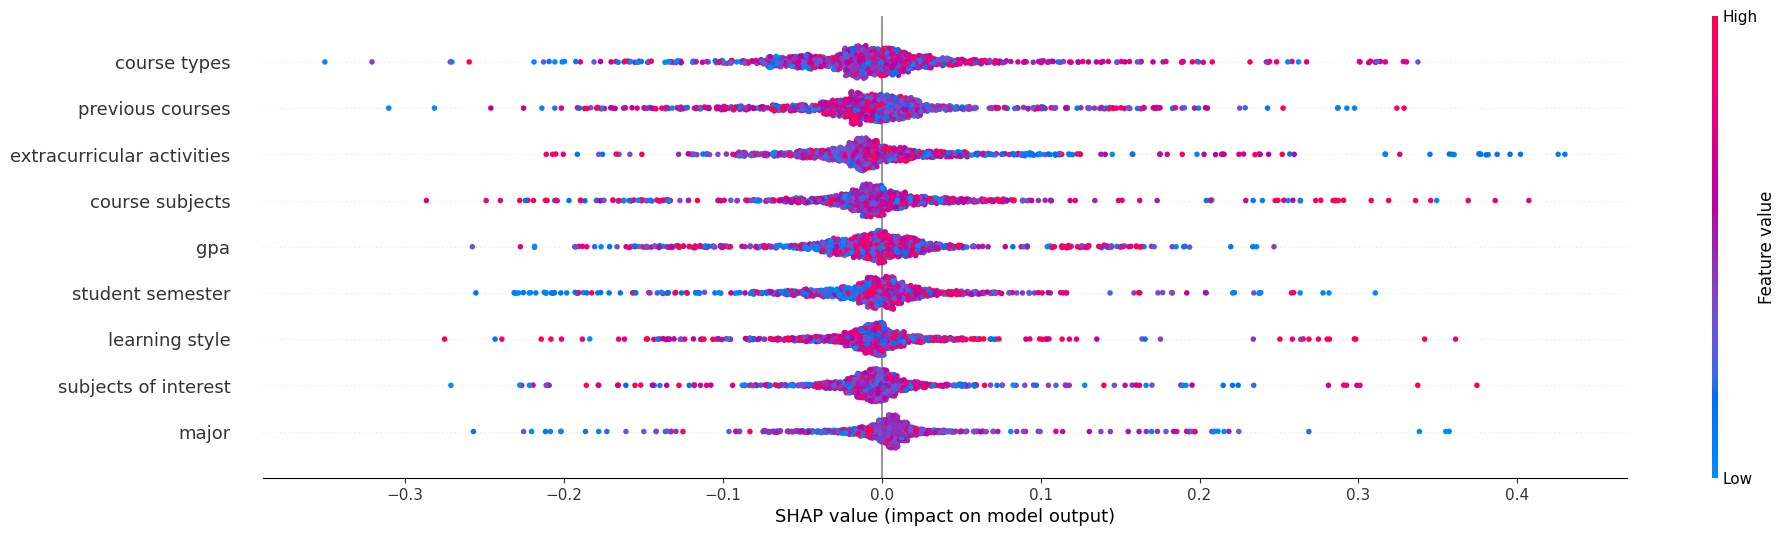 High
course types
previous courses
extracurricular activities
course subjects
gpa
student semester
learning style
subjects of interest
major
Low
Feature value
−0.3 −0.2 −0.1 0.0 0.1 0.2 0.3 0.4
SHAP value (impact on model output)